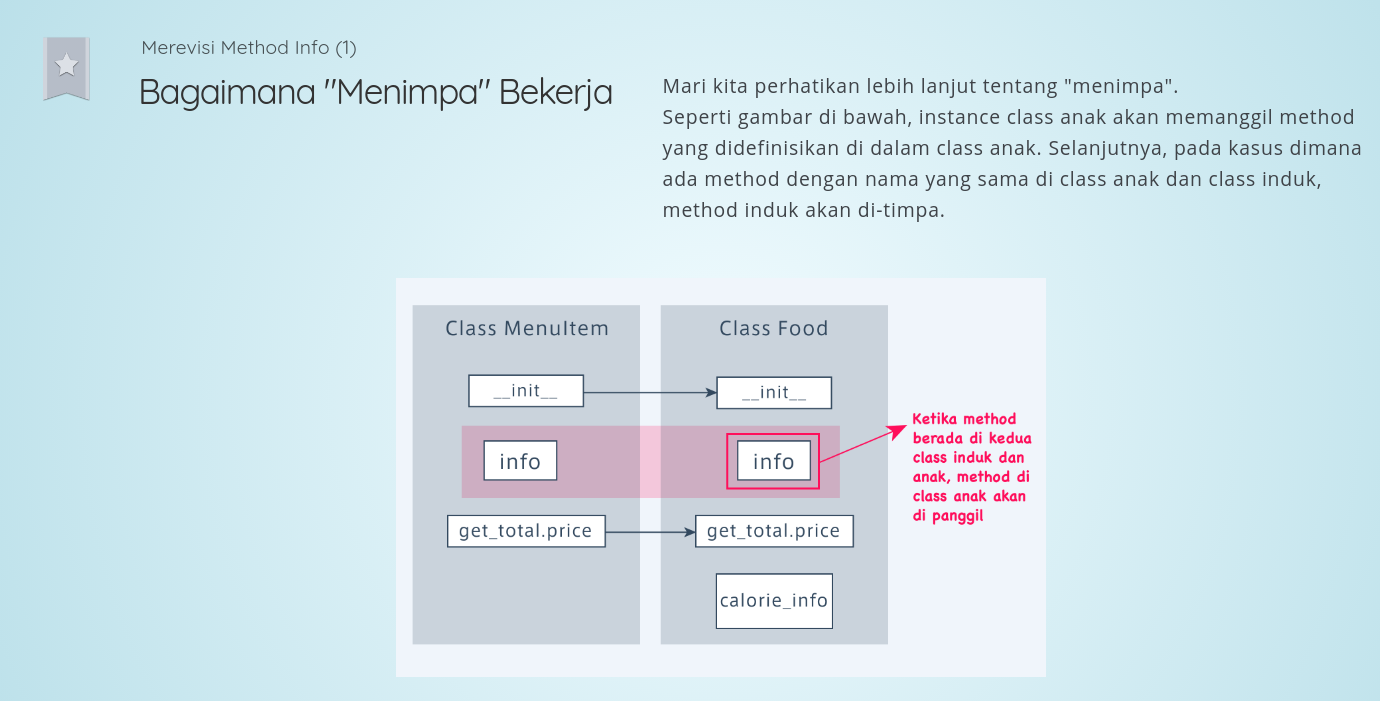 Merevisi Method Info (1)
Bagaimana "Menimpa" Bekerja
Mari kita perhatikan lebih lanjut tentang "menimpa".
Seperti gambar di bawah, instance class anak akan memanggil method
yang didefinisikan di dalam class anak. Selanjutnya, pada kasus dimana
ada method dengan nama yang sama di class anak dan class induk,
method induk akan di-timpa.
Class MenuItem
Class Food
__init__
__init__
info
info
Ketika method
berada di kedua
class induk dan
anak, method di
class anak akan
di panggil
get_total.price
get_total.price
calorie_info